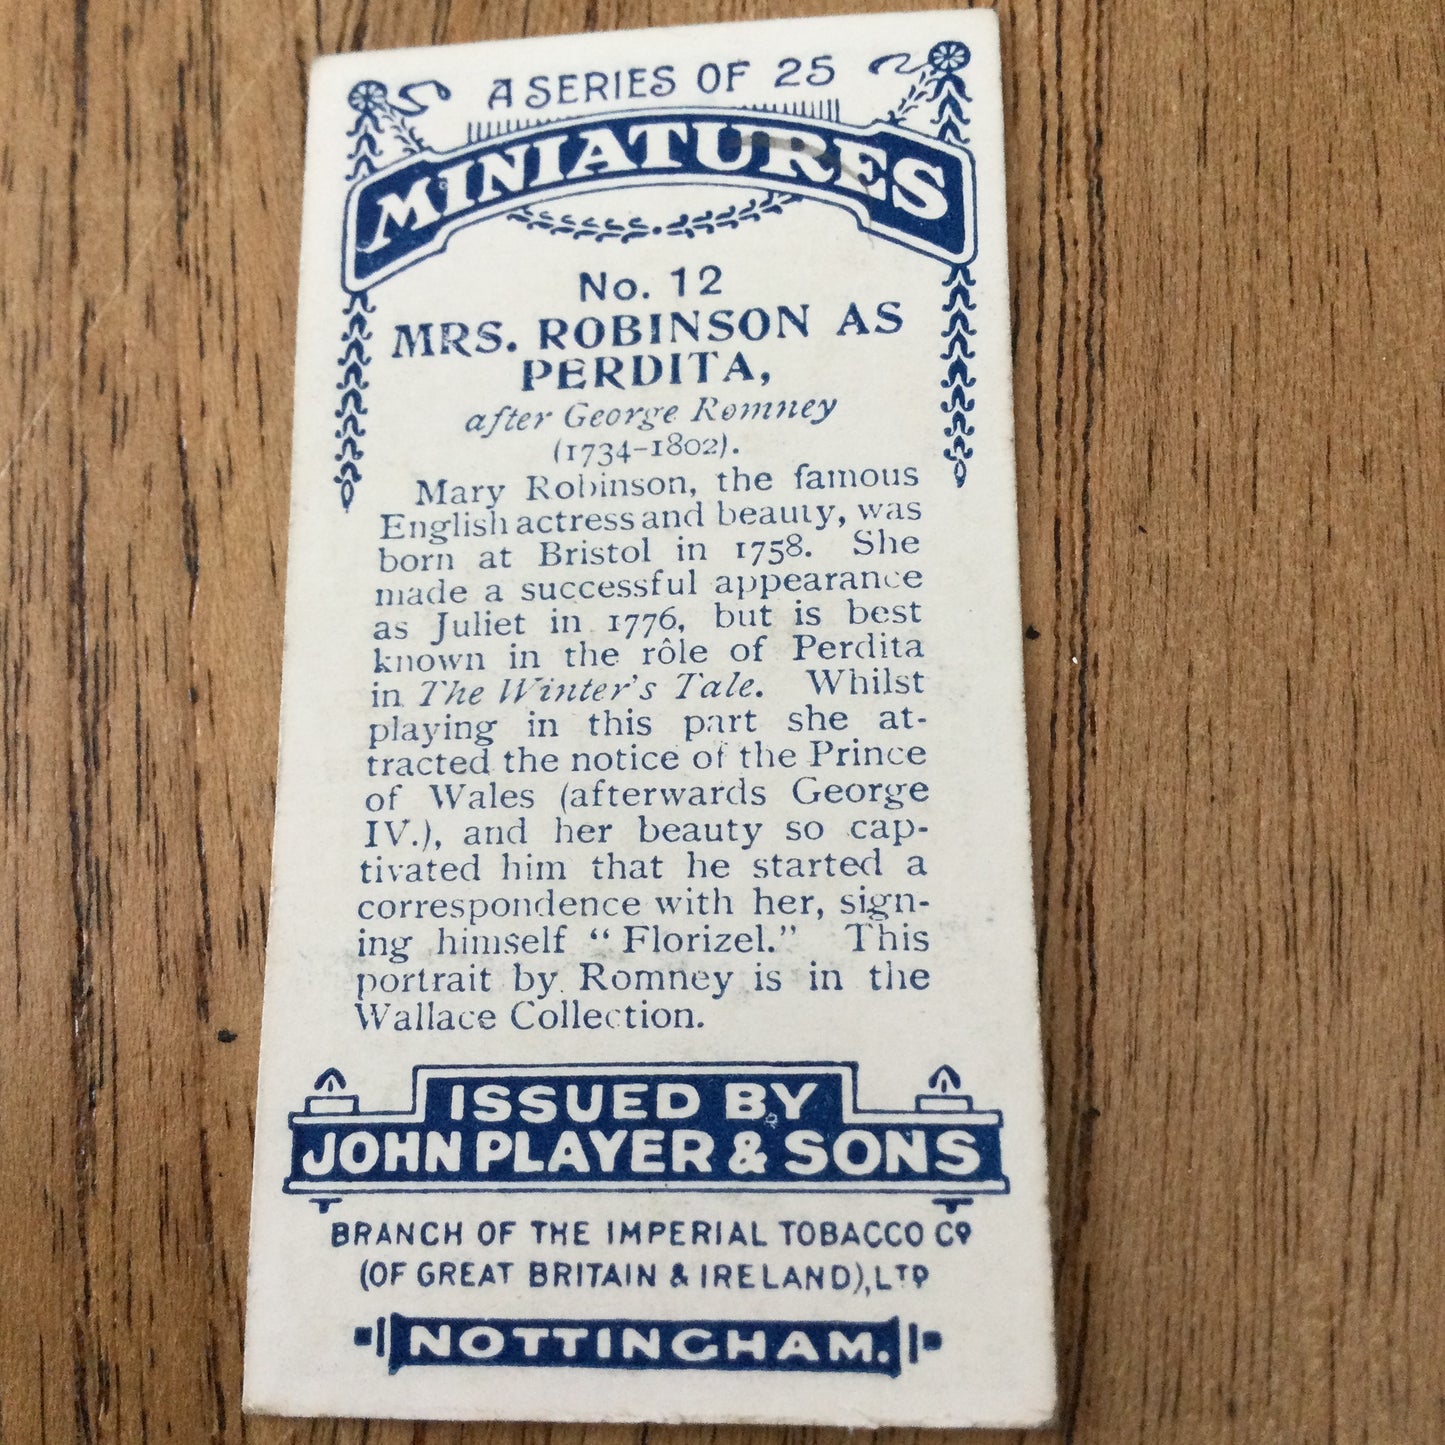 A SERIES OF 25
MINIATURES
No. 12
MRS. ROBINSON AS
PERDITA,
after George Romney
(1734-1802).
Mary Robinson, the famous
English actress and beauty, was
born at Bristol in 1758. She
made a successful appearance
as Juliet in 1776, but is best
known in the rôle of Perdita
in The Winter's Tale. Whilst
playing in this part she at-
tracted the notice of the Prince
of Wales (afterwards George
IV.), and her beauty so cap-
tivated him that he started a
correspondence with her, sign-
ing himself "Florizel." This
portrait by Romney is in the
Wallace Collection.
ISSUED BY
JOHN PLAYER & SONS
BRANCH OF THE IMPERIAL TOBACCO CO
(OF GREAT BRITAIN & IRELAND), LTD
NOTTINGHAM.